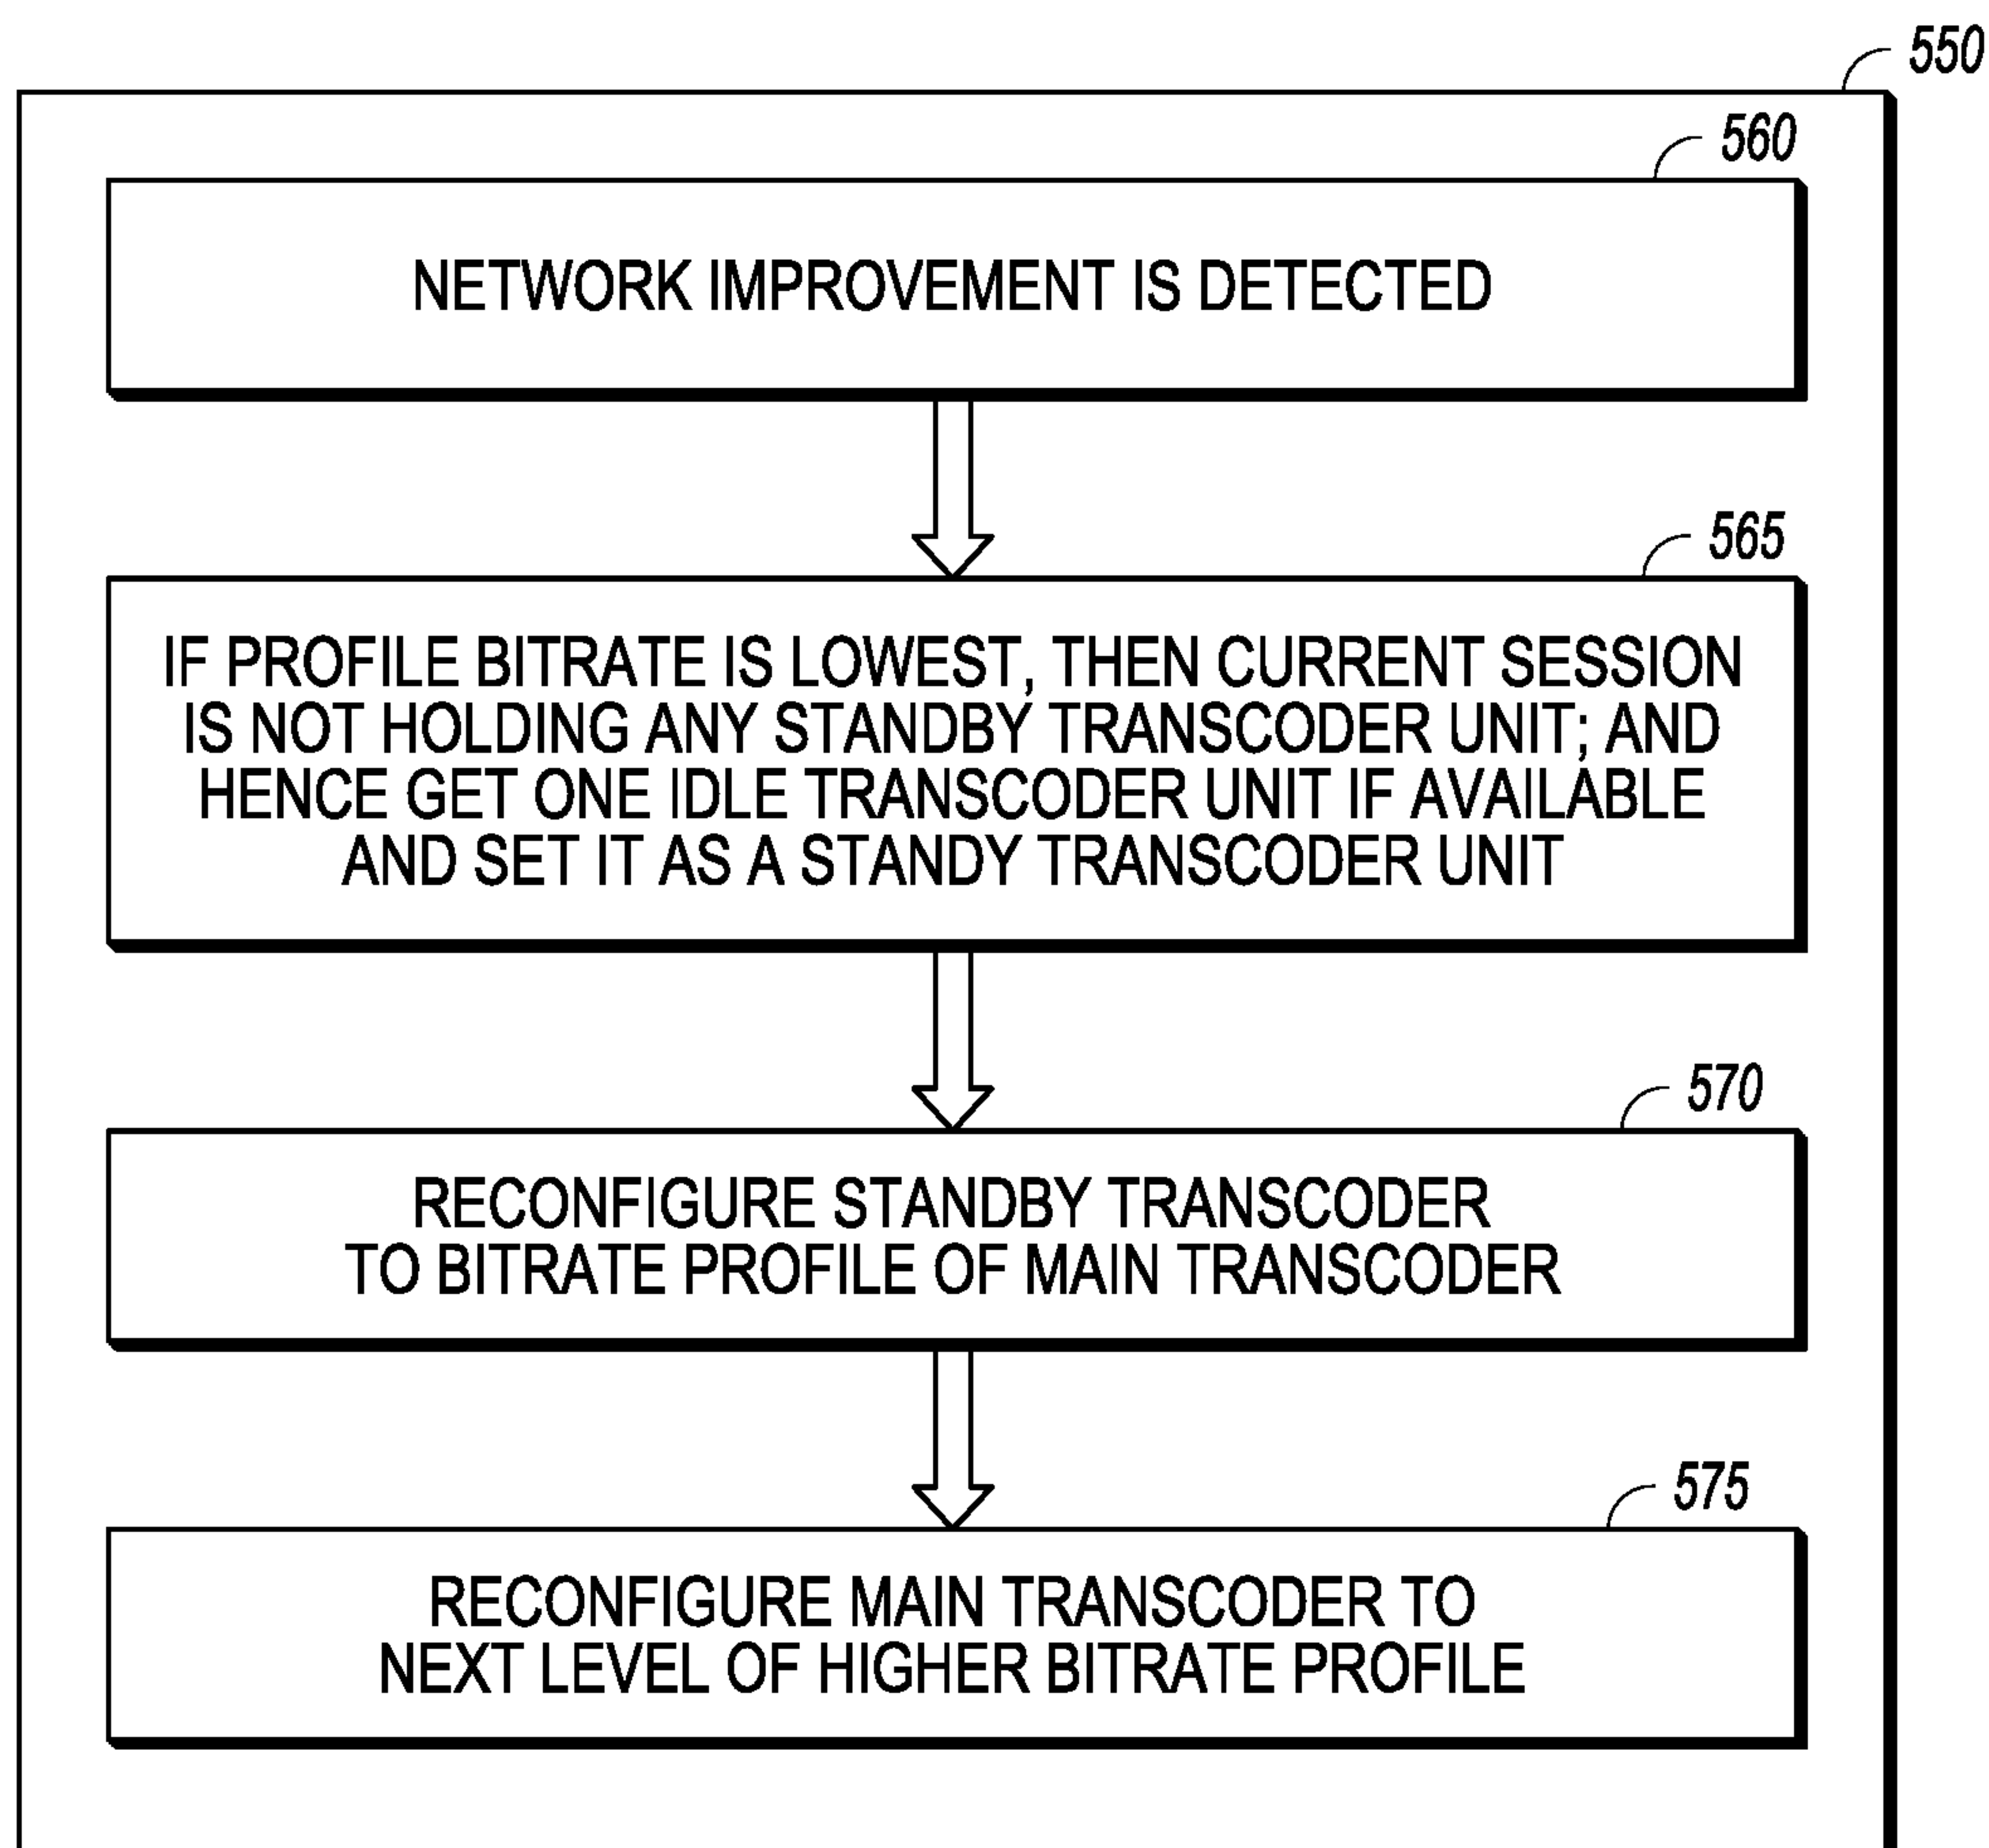 550
560
NETWORK IMPROVEMENT IS DETECTED
565
IF PROFILE BITRATE IS LOWEST, THEN CURRENT SESSION
IS NOT HOLDING ANY STANDBY TRANSCODER UNIT; AND
HENCE GET ONE IDLE TRANSCODER UNIT IF AVAILABLE
AND SET IT AS A STANDY TRANSCODER UNIT
570
RECONFIGURE STANDBY TRANSCODER
TO BITRATE PROFILE OF MAIN TRANSCODER
575
RECONFIGURE MAIN TRANSCODER TO
NEXT LEVEL OF HIGHER BITRATE PROFILE